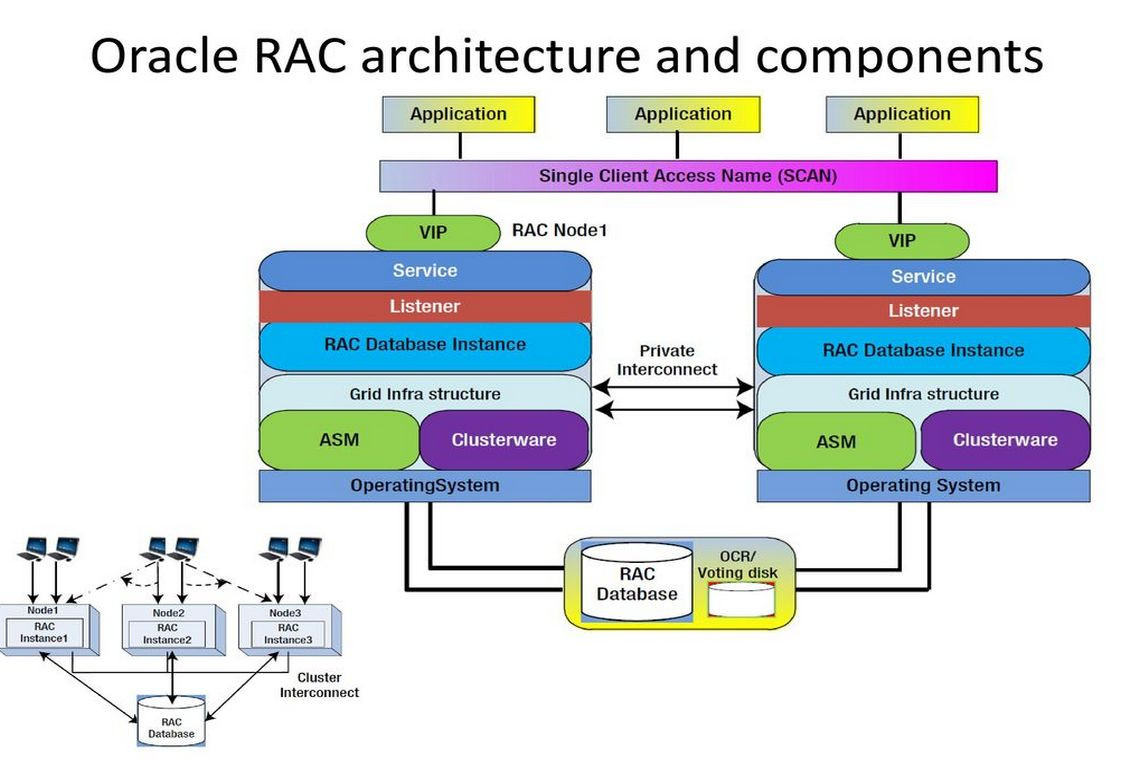 Oracle RAC architecture and components
Application
Application
Application
Single Client Access Name (SCAN)
VIP
RAC Node1
VIP
Service
Listener
RAC Database Instance
Grid Infra structure
ASM
Clusterware
OperatingSystem
Private
Interconnect
Service
Listener
RAC Database Instance
Grid Infra structure
ASM
Clusterware
Operating System
RAC
Database
OCR/
Voting disk
Node1
RAC
Instance1
Node2
RAC
Instance2
Node3
RAC
Instance3
Cluster
Interconnect
RAC
Database